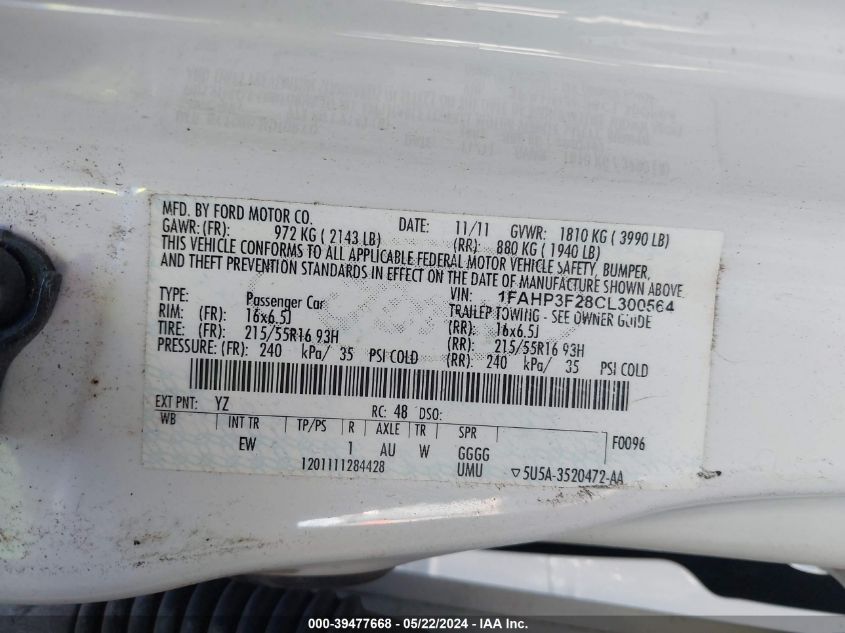 MFD. BY FORD MOTOR CO.
DATE: 11/11 GVWR: 1810 KG ( 3990 LB)
GAWR: (FR) 972 KG ( 2143 LB) (RR) 880 KG ( 1940 LB)
THIS VEHICLE CONFORMS TO ALL APPLICABLE FEDERAL MOTOR VEHICLE SAFETY, BUMPER,
AND THEFT PREVENTION STANDARDS IN EFFECT ON THE DATE OF MANUFACTURE SHOWN ABOVE.
VIN: 1FAHP3F28CL300564
TYPE: Passenger Car TRAILER TOWING - SEE OWNER GUIDE
RIM: (FR): 16x6.5J (RR): 16x6.5J
TIRE: (FR): 215/55R16 93H (RR): 215/55R16 93H
PRESSURE: (FR): 240 kPa/ 35 PSI COLD (RR): 240 kPa/ 35 PSI COLD
EXT PNT: YZ RC: 48 DSO:
WB INT TR TP/PS R AXLE TR SPR F0096
EW 1 AU W GGGG
1201111284428 UMU ▽5U5A-3520472-AA
000-39477668 - 05/22/2024 - IAA Inc.